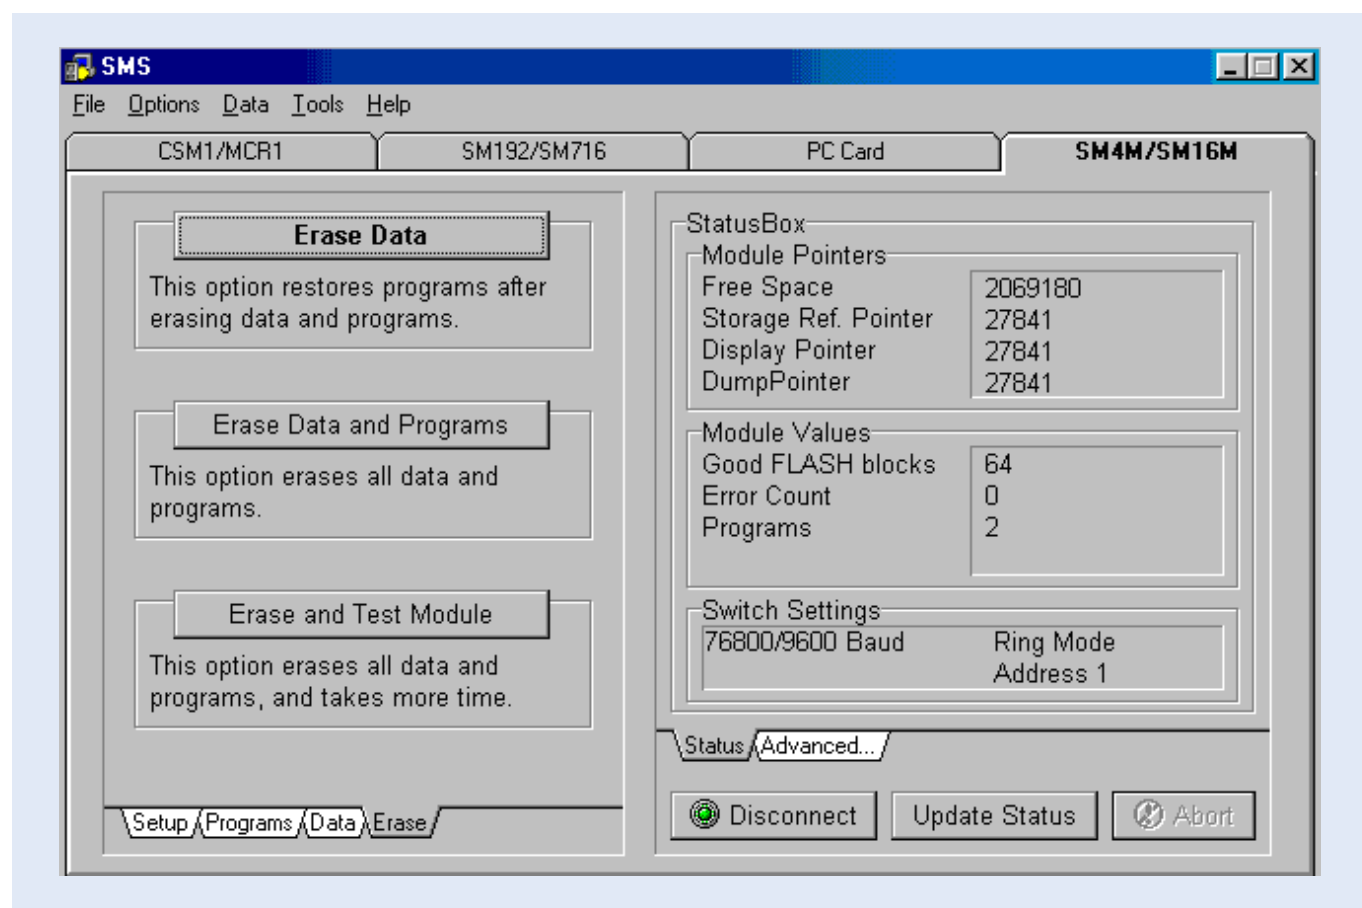 SMS
File Options Data Tools Help
CSM1/MCR1 SM192/SM716 PC Card SM4M/SM16M
Erase Data
This option restores programs after
erasing data and programs.
Erase Data and Programs
This option erases all data and
programs.
Erase and Test Module
This option erases all data and
programs, and takes more time.
Setup Programs Data Erase
StatusBox
Module Pointers
Free Space 2069180
Storage Ref. Pointer 27841
Display Pointer 27841
DumpPointer 27841
Module Values
Good FLASH blocks 64
Error Count 0
Programs 2
Switch Settings
76800/9600 Baud Ring Mode
Address 1
Status Advanced...
Disconnect Update Status Abort